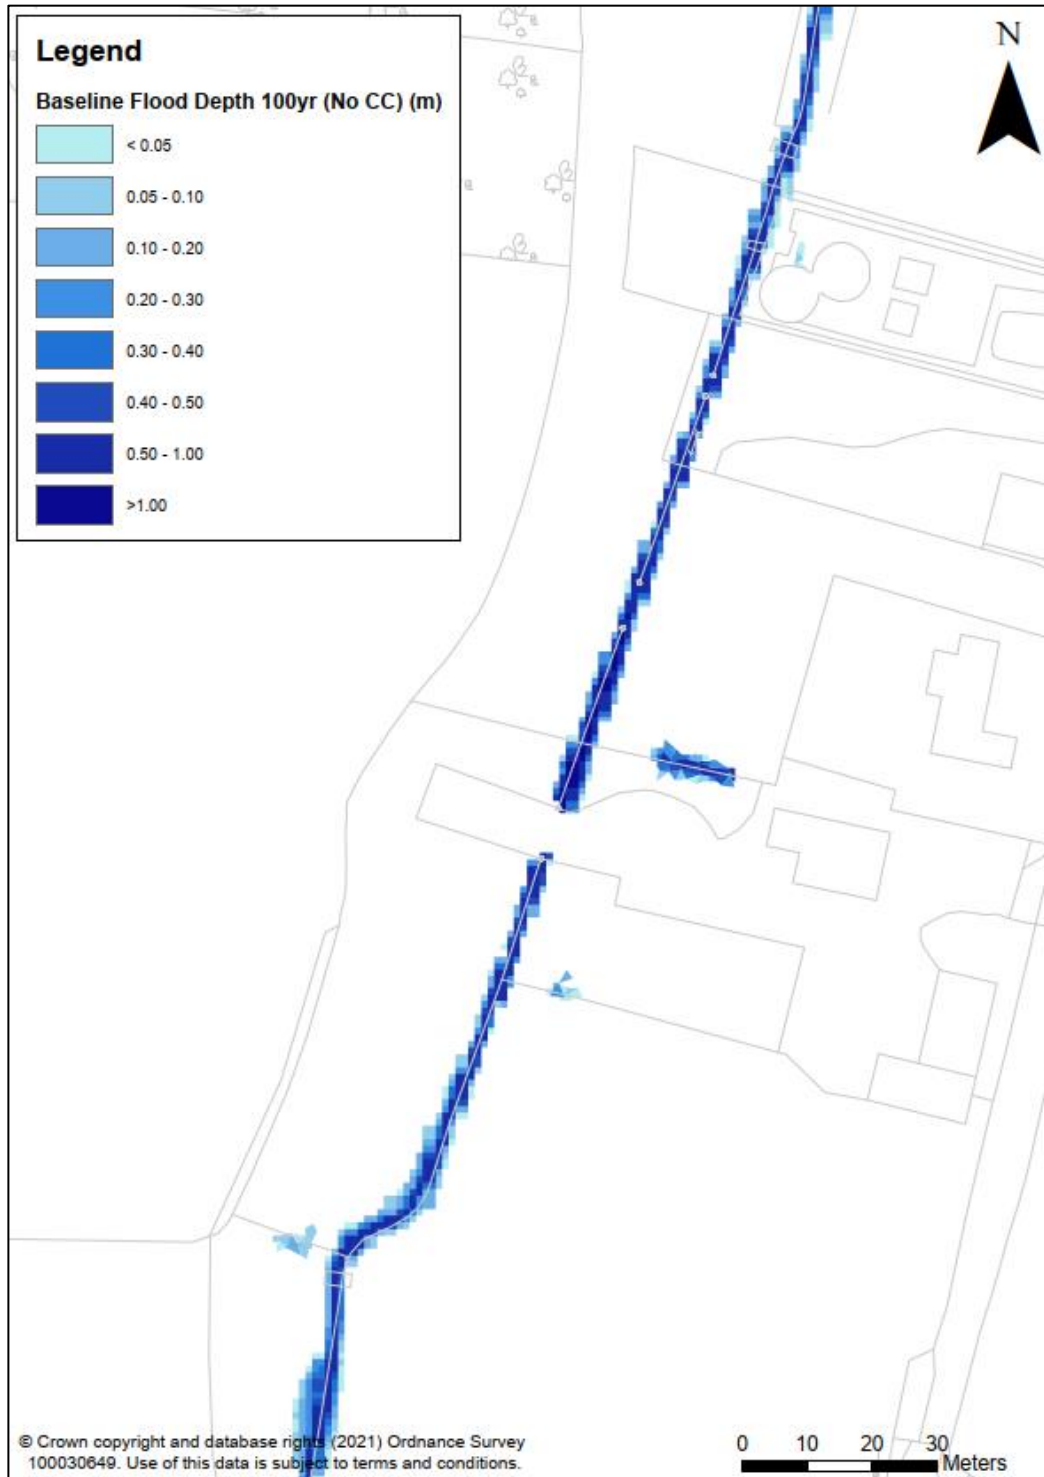 Legend
Baseline Flood Depth 100yr (No CC) (m)
< 0.05
0.05 - 0.10
0.10 - 0.20
0.20 - 0.30
0.30 - 0.40
0.40 - 0.50
0.50 - 1.00
>1.00
N
© Crown copyright and database rights (2021) Ordnance Survey
100030649. Use of this data is subject to terms and conditions.
0 10 20 30
Meters